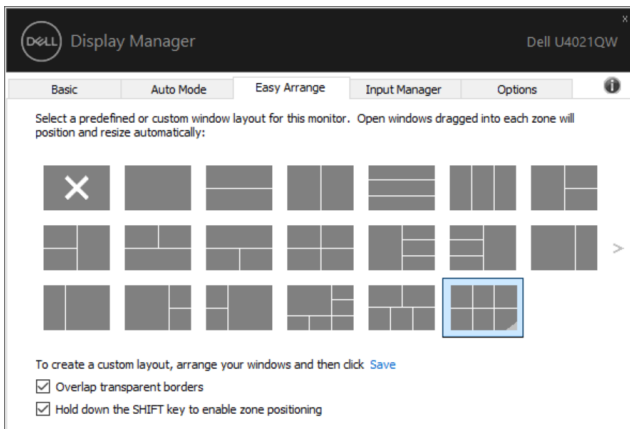 x
DELL Display Manager Dell U4021QW
Basic Auto Mode Easy Arrange Input Manager Options i
Select a predefined or custom window layout for this monitor. Open windows dragged into each zone will
position and resize automatically:
>
To create a custom layout, arrange your windows and then click Save
Overlap transparent borders
Hold down the SHIFT key to enable zone positioning